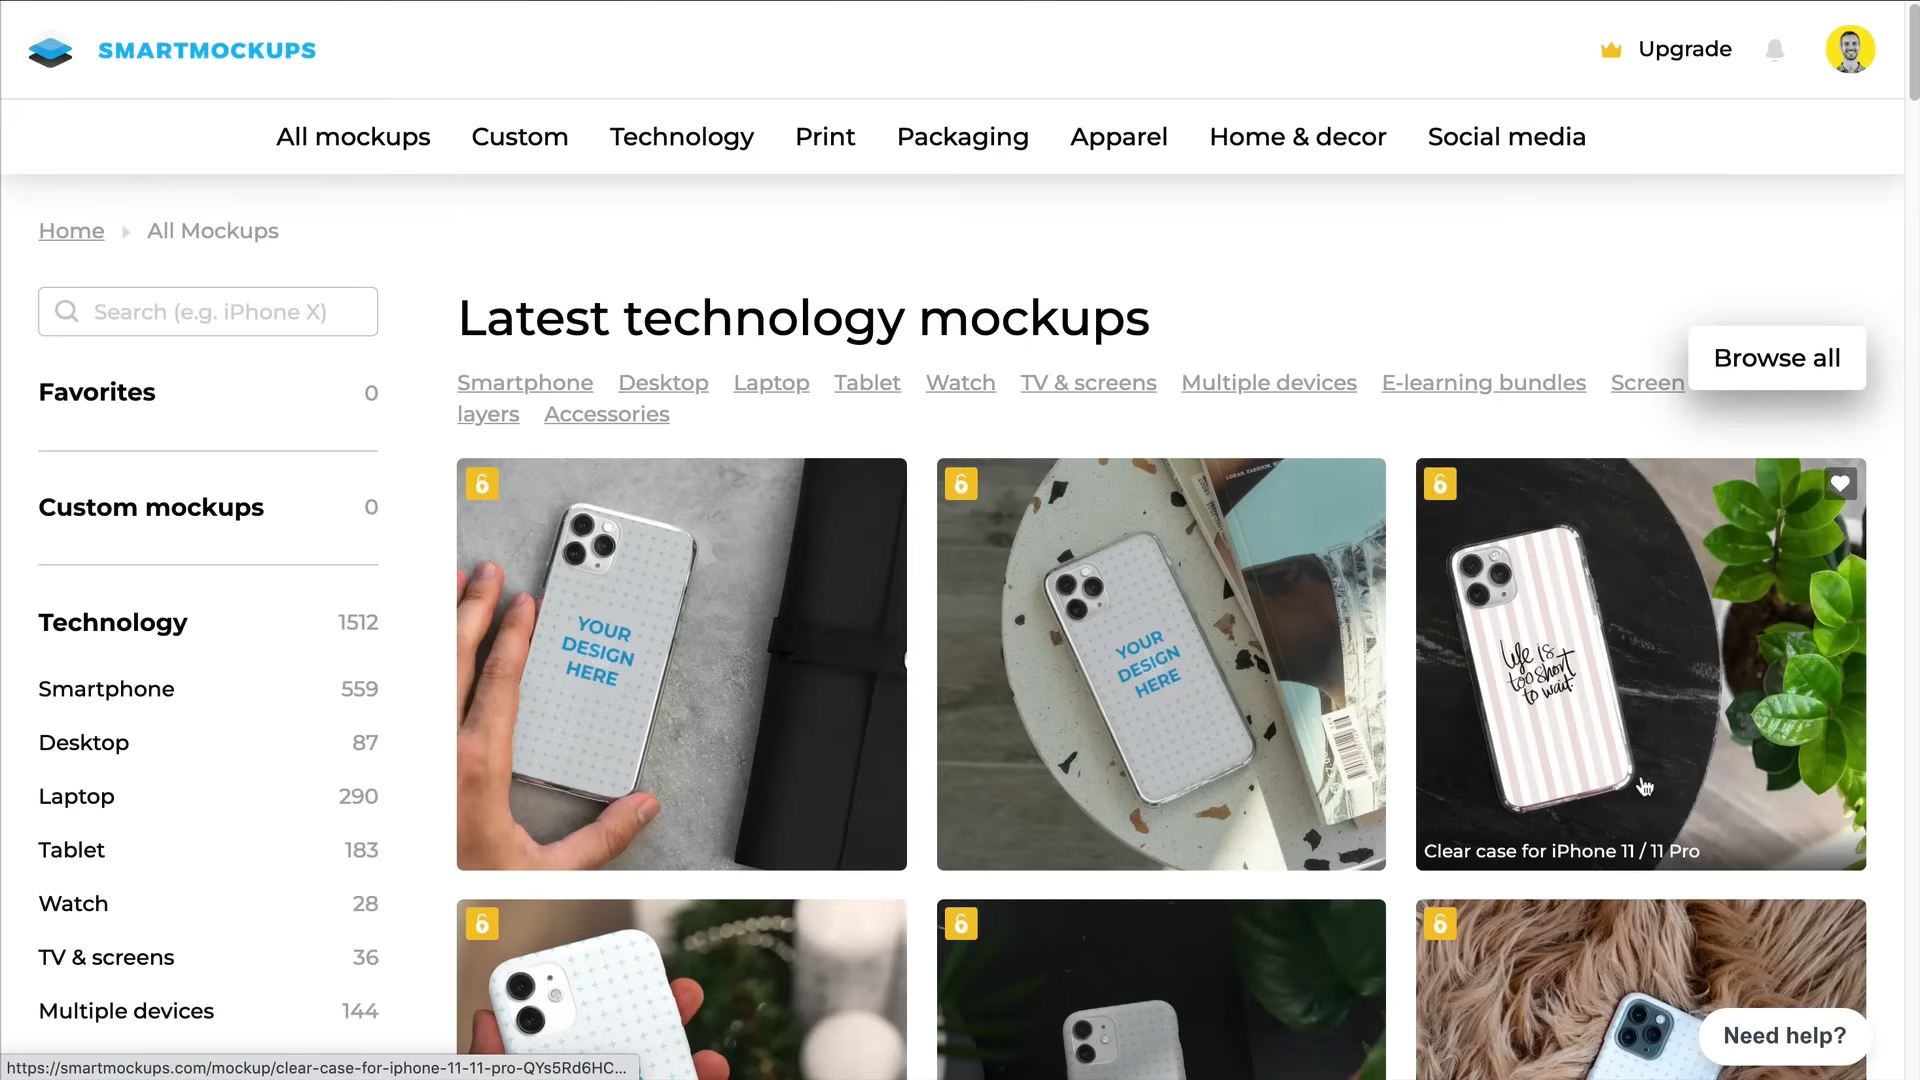 SMARTMOCKUPS
Upgrade
All mockups Custom Technology Print Packaging Apparel Home & decor Social media
Home All Mockups
Search (e.g. iPhone X)
Favorites 0
Custom mockups 0
Technology 1512
Smartphone 559
Desktop 87
Laptop 290
Tablet 183
Watch 28
TV & screens 36
Multiple devices 144
Latest technology mockups
Browse all
Smartphone Desktop Laptop Tablet Watch TV & screens Multiple devices E-learning bundles Screen
layers Accessories
YOUR
DESIGN
HERE
YOUR
DESIGN
HERE
life is
too short
to wait.
Clear case for iPhone 11 / 11 Pro
Need help?
https://smartmockups.com/mockup/clear-case-for-iphone-11-11-pro-QYs5Rd6HC...